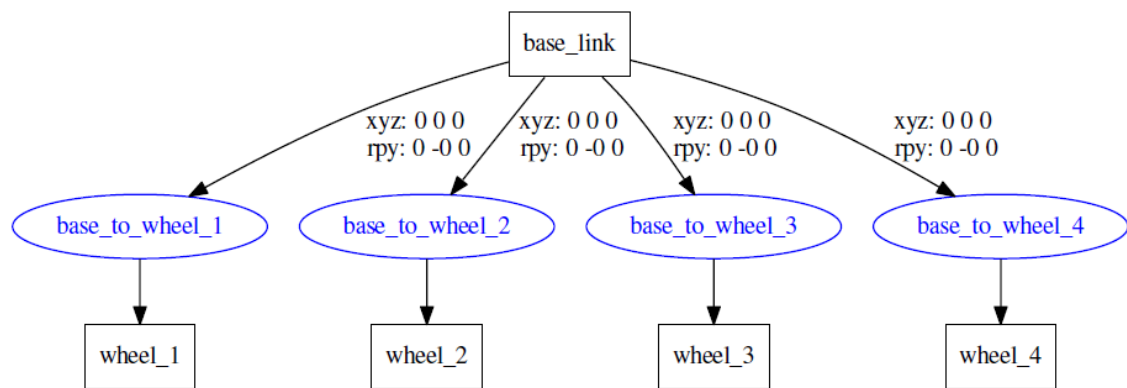 base_link
xyz: 0 0 0
rpy: 0 -0 0
xyz: 0 0 0
rpy: 0 -0 0
xyz: 0 0 0
rpy: 0 -0 0
xyz: 0 0 0
rpy: 0 -0 0
base_to_wheel_1
base_to_wheel_2
base_to_wheel_3
base_to_wheel_4
wheel_1
wheel_2
wheel_3
wheel_4